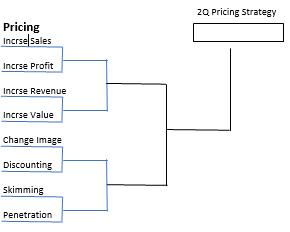 2Q Pricing Strategy
Pricing
Incrse Sales
Incrse Profit
Incrse Revenue
Incrse Value
Change Image
Discounting
Skimming
Penetration